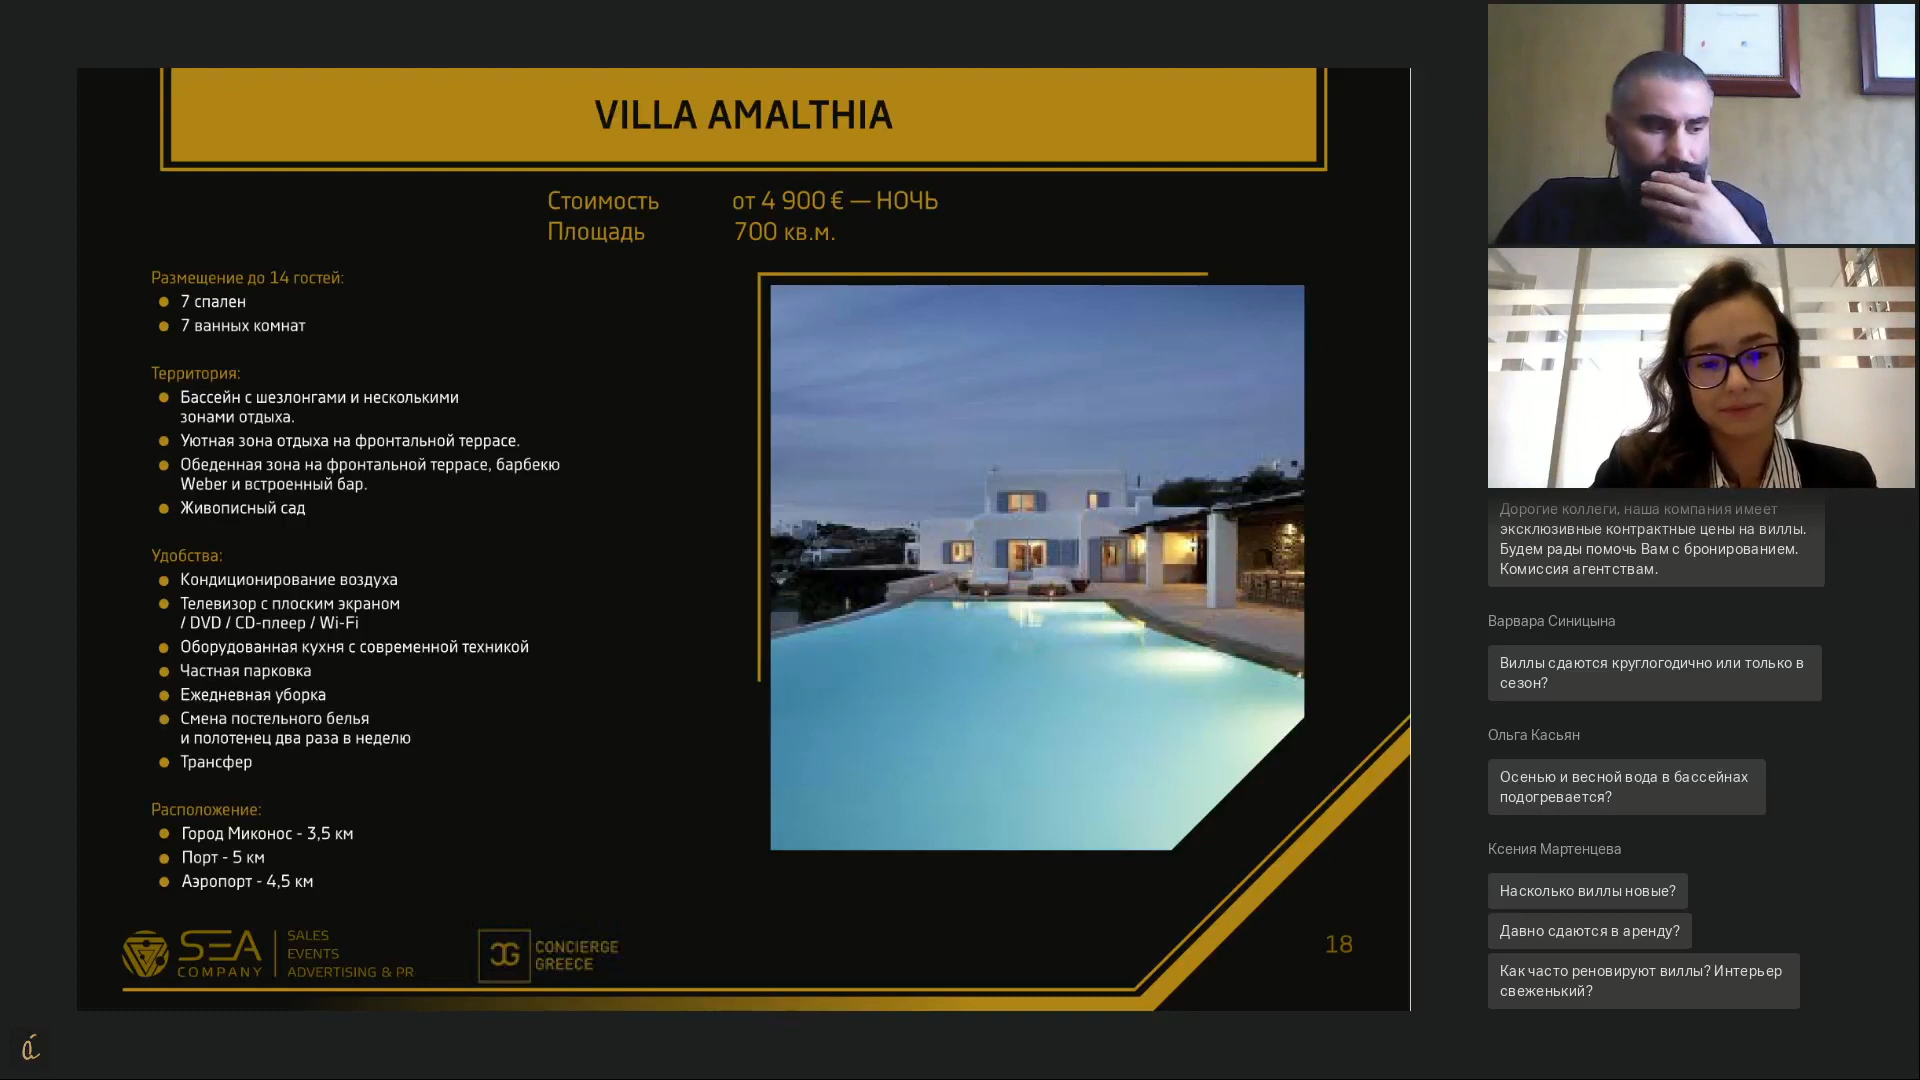 VILLA AMALTHIA
Стоимость от 4 900 € — НОЧЬ
Площадь 700 кв.м.
Размещение до 14 гостей:
7 спален
7 ванных комнат
Территория:
Бассейн с шезлонгами и несколькими
зонами отдыха.
Уютная зона отдыха на фронтальной террасе.
Обеденная зона на фронтальной террасе, барбекю
Weber и встроенный бар.
Живописный сад
Удобства:
Кондиционирование воздуха
Телевизор с плоским экраном
/ DVD / CD-плеер / Wi-Fi
Оборудованная кухня с современной техникой
Частная парковка
Ежедневная уборка
Смена постельного белья
и полотенец два раза в неделю
Трансфер
Расположение:
Город Миконос - 3,5 км
Порт - 5 км
Аэропорт - 4,5 км
SEA
COMPANY
SALES
EVENTS
ADVERTISING & PR
CG
CONCIERGE
GREECE
18
á
Дорогие коллеги, наша компания имеет
эксклюзивные контрактные цены на виллы.
Будем рады помочь Вам с бронированием.
Комиссия агентствам.
Варвара Синицына
Виллы сдаются круглогодично или только в
сезон?
Ольга Касьян
Осенью и весной вода в бассейнах
подогревается?
Ксения Мартенцева
Насколько виллы новые?
Давно сдаются в аренду?
Как часто реновируют виллы? Интерьер
свеженький?